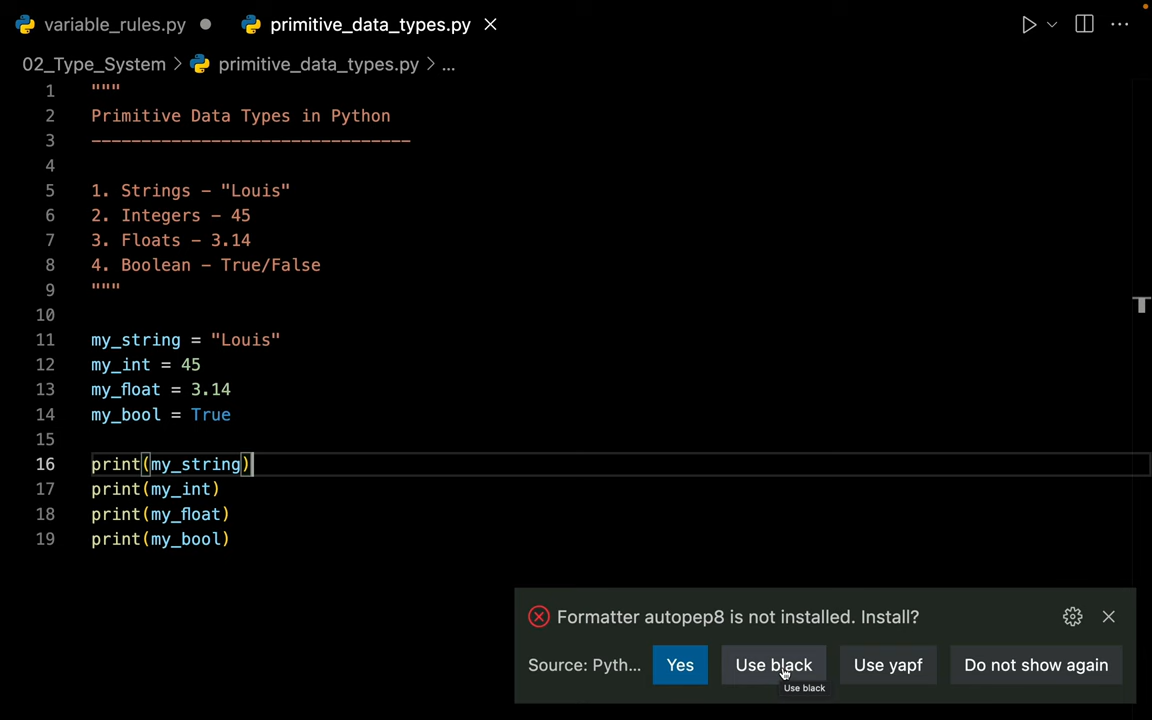 variable_rules.py primitive_data_types.py
02_Type_System > primitive_data_types.py > ...
1 """
2 Primitive Data Types in Python
3 --------------------------------
4
5 1. Strings - "Louis"
6 2. Integers - 45
7 3. Floats - 3.14
8 4. Boolean - True/False
9 """
10
11 my_string = "Louis"
12 my_int = 45
13 my_float = 3.14
14 my_bool = True
15
16 print(my_string)
17 print(my_int)
18 print(my_float)
19 print(my_bool)
Formatter autopep8 is not installed. Install?
Source: Pyth... Yes Use black Use yapf Do not show again
Use black